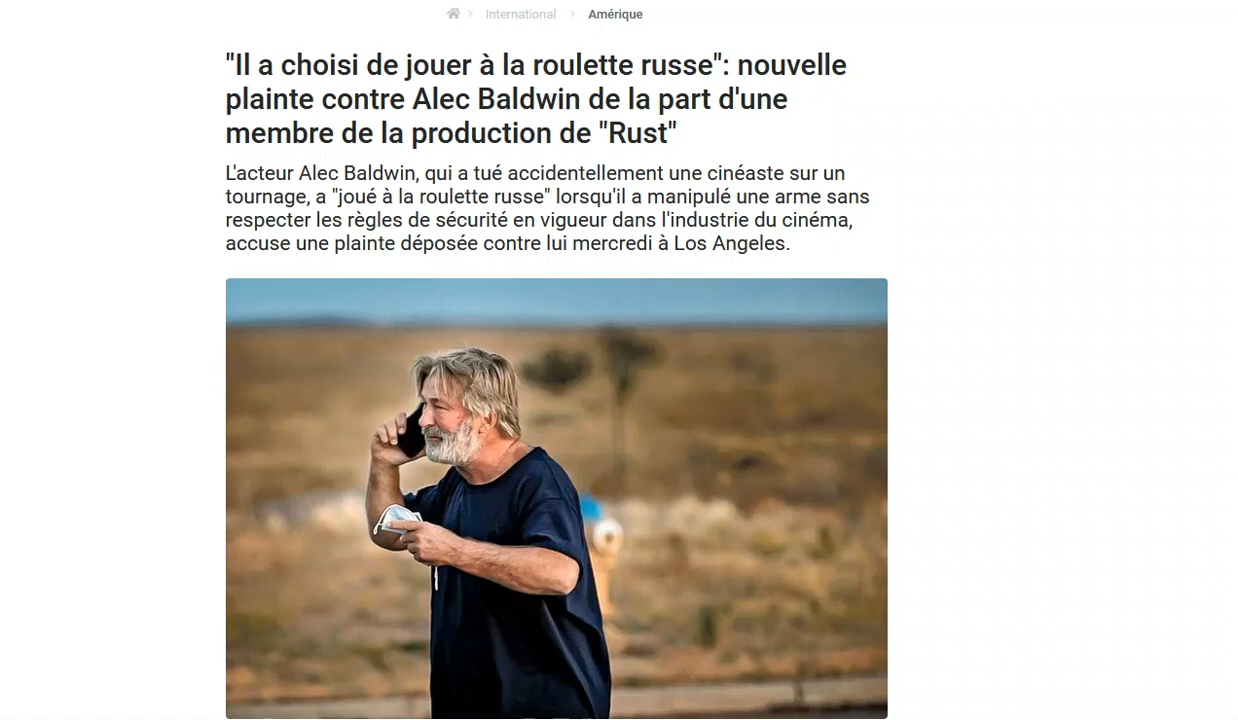 International Amérique
"Il a choisi de jouer à la roulette russe": nouvelle
plainte contre Alec Baldwin de la part d'une
membre de la production de "Rust"
L'acteur Alec Baldwin, qui a tué accidentellement une cinéaste sur un
tournage, a "joué à la roulette russe" lorsqu'il a manipulé une arme sans
respecter les règles de sécurité en vigueur dans l'industrie du cinéma,
accuse une plainte déposée contre lui mercredi à Los Angeles.